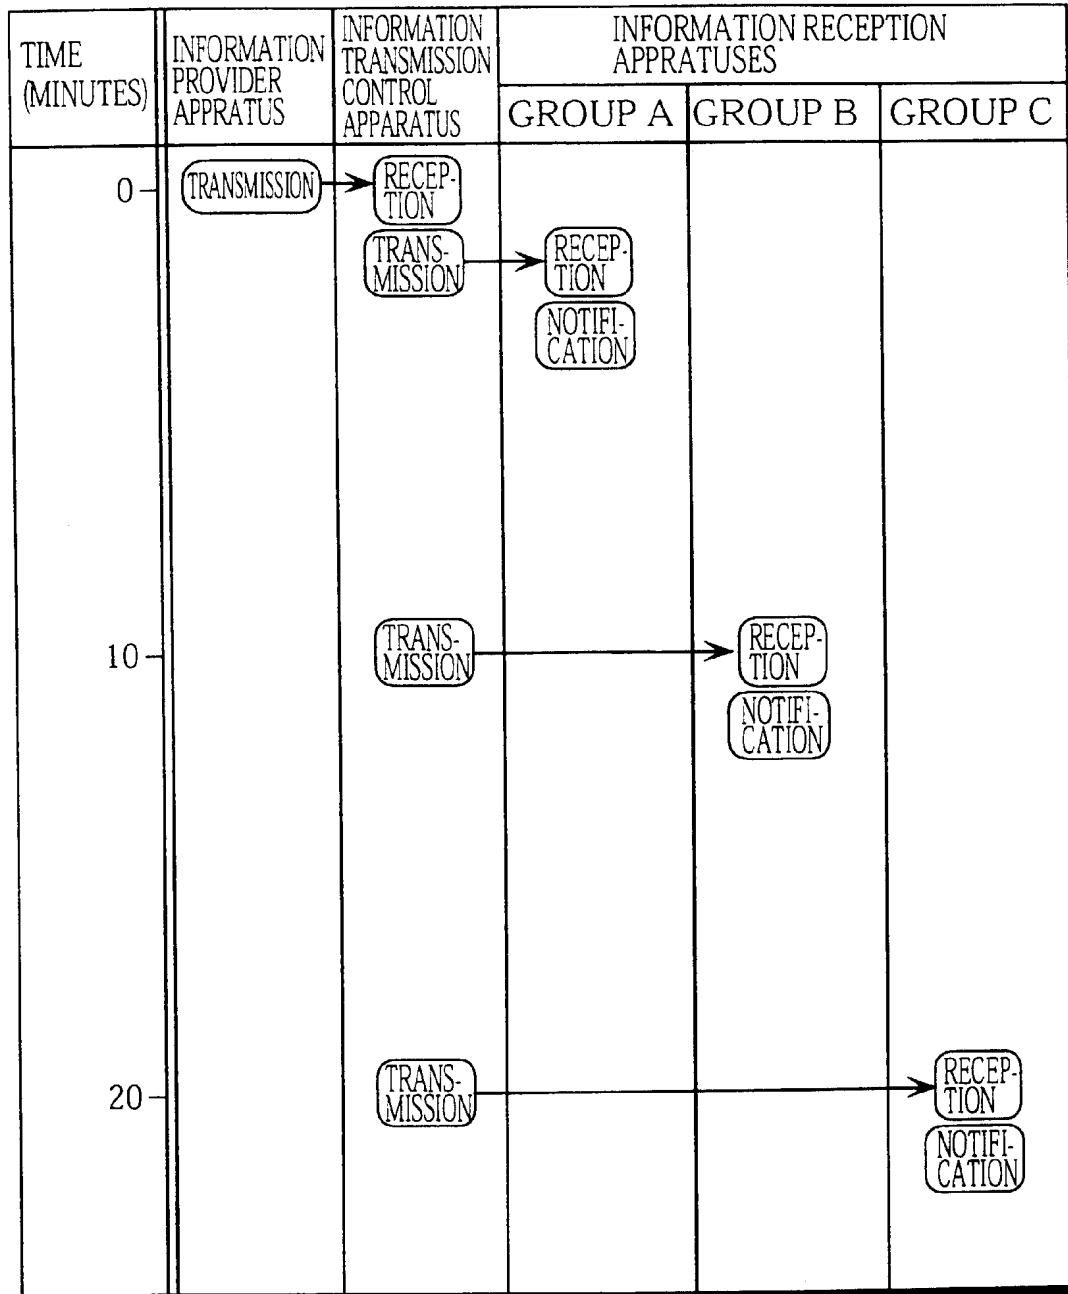 TIME
(MINUTES)
INFORMATION
PROVIDER
APPRATUS
INFORMATION
TRANSMISSION
CONTROL
APPARATUS
INFORMATION RECEPTION
APPRATUSES
GROUP A
GROUP B
GROUP C
0
TRANSMISSION
RECEP-
TION
TRANS-
MISSION
RECEP-
TION
NOTIFI-
CATION
10
TRANS-
MISSION
RECEP-
TION
NOTIFI-
CATION
20
TRANS-
MISSION
RECEP-
TION
NOTIFI-
CATION